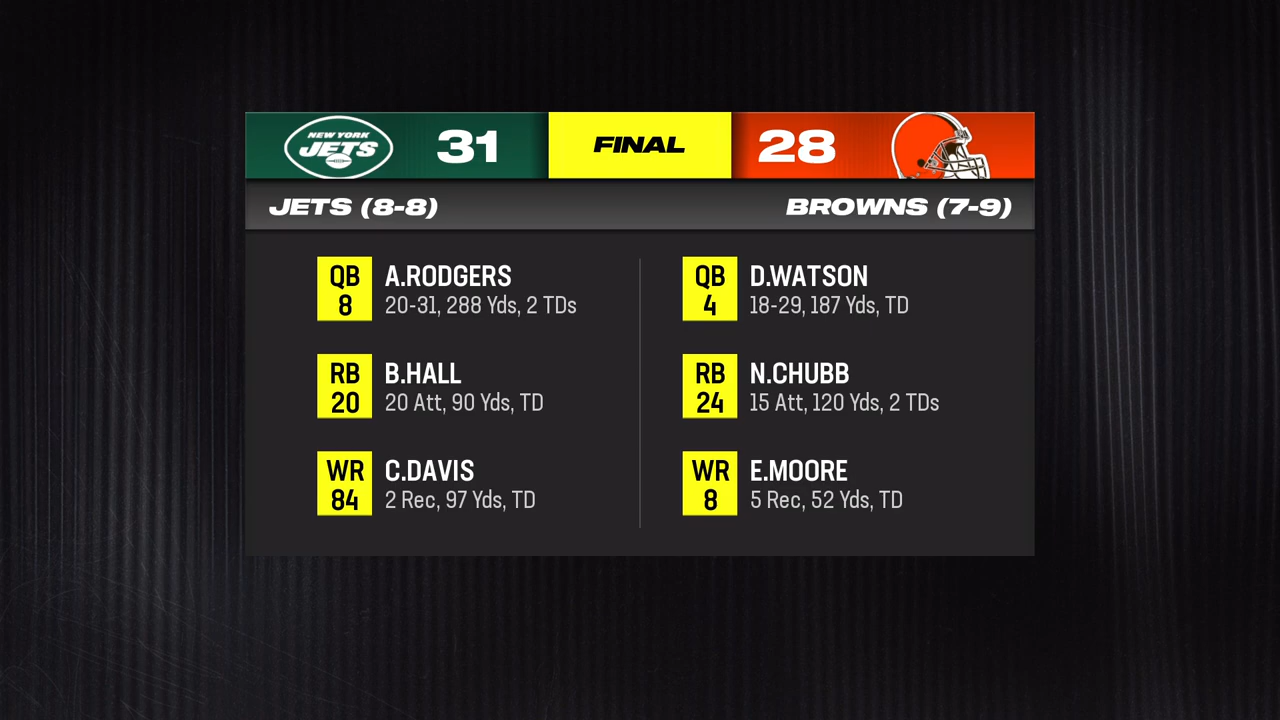 NEW YORK
JETS
31
FINAL
28
JETS (8-8)
BROWNS (7-9)
QB
8
A.RODGERS
20-31, 288 Yds, 2 TDs
RB
20
B.HALL
20 Att, 90 Yds, TD
WR
84
C.DAVIS
2 Rec, 97 Yds, TD
QB
4
D.WATSON
18-29, 187 Yds, TD
RB
24
N.CHUBB
15 Att, 120 Yds, 2 TDs
WR
8
E.MOORE
5 Rec, 52 Yds, TD